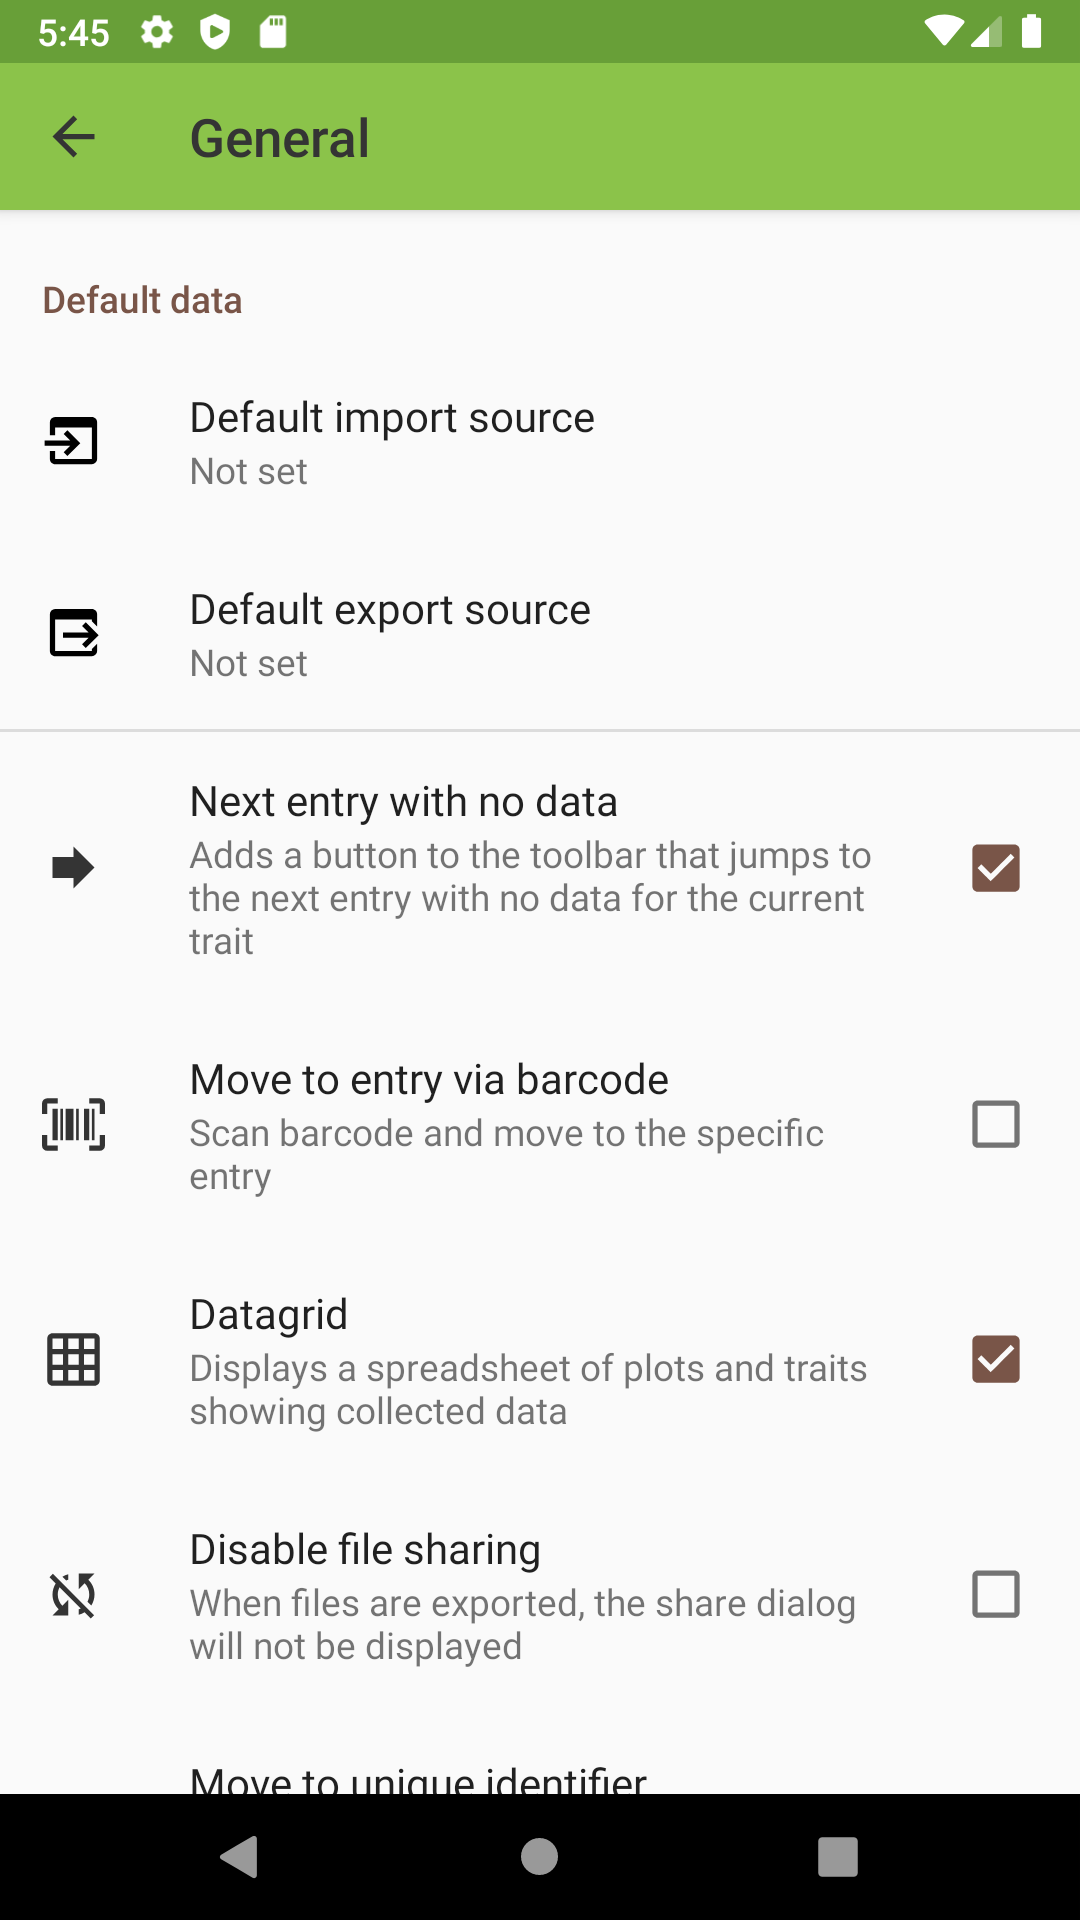 5:45
General
Default data
Default import source
Not set
Default export source
Not set
Next entry with no data
Adds a button to the toolbar that jumps to
the next entry with no data for the current
trait
Move to entry via barcode
Scan barcode and move to the specific
entry
Datagrid
Displays a spreadsheet of plots and traits
showing collected data
Disable file sharing
When files are exported, the share dialog
will not be displayed
Move to unique identifier